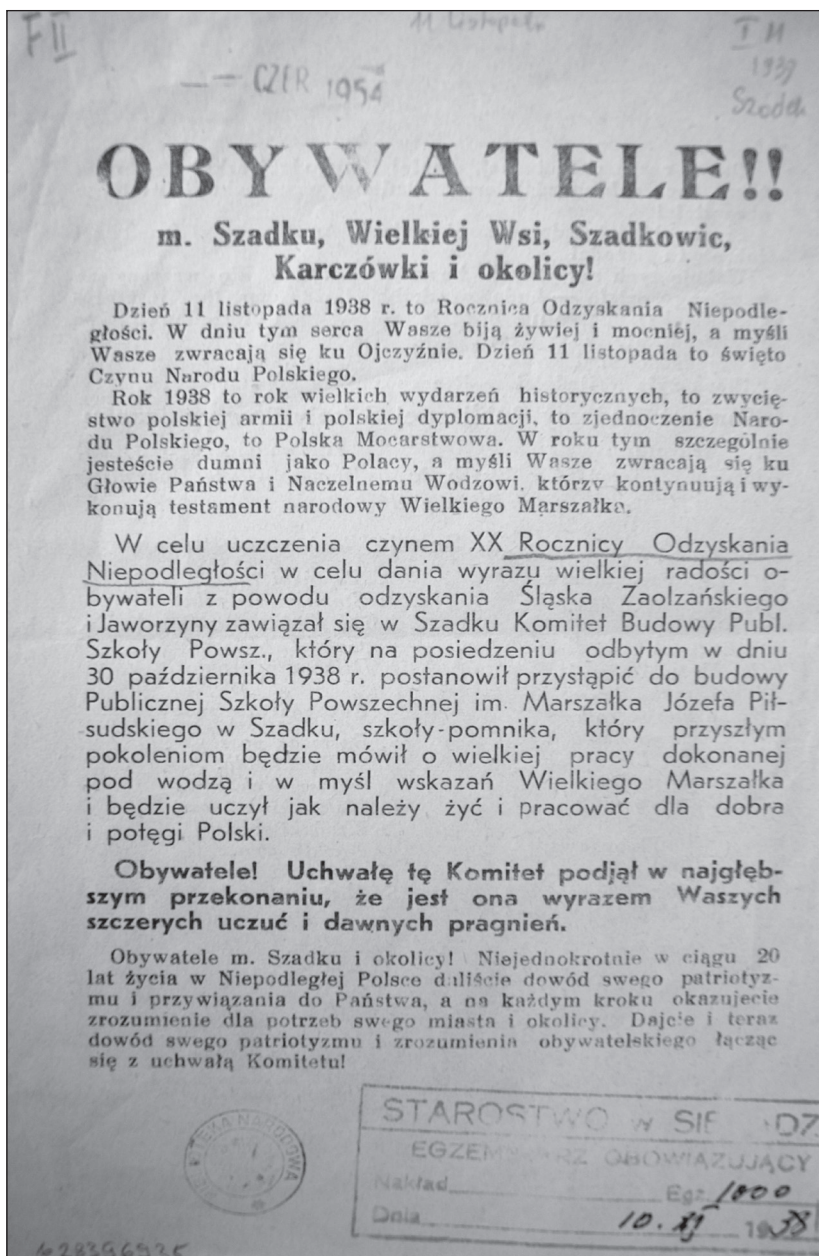 F II
11 Listopada
I 11
1938
Szadek
CZER 1954
OBYWATELE!!
m. Szadku, Wielkiej Wsi, Szadkowic,
Karczówki i okolicy!
Dzień 11 listopada 1938 r. to Rocznica Odzyskania Niepodle-
głości. W dniu tym serca Wasze biją żywiej i mocniej, a myśli
Wasze zwracają się ku Ojczyźnie. Dzień 11 listopada to święto
Czynu Narodu Polskiego.
Rok 1938 to rok wielkich wydarzeń historycznych, to zwycię-
stwo polskiej armii i polskiej dyplomacji, to zjednoczenie Naro-
du Polskiego, to Polska Mocarstwowa. W roku tym szczególnie
jesteście dumni jako Polacy, a myśli Wasze zwracają się ku
Głowie Państwa i Naczelnemu Wodzowi, którzy kontynuują i wy-
konują testament narodowy Wielkiego Marszałka.
W celu uczczenia czynem XX Rocznicy Odzyskania
Niepodległości w celu dania wyrazu wielkiej radości o-
bywateli z powodu odzyskania Śląska Zaolzańskiego
i Jaworzyny zawiązał się w Szadku Komitet Budowy Publ.
Szkoły Powsz., który na posiedzeniu odbytym w dniu
30 października 1938 r. postanowił przystąpić do budowy
Publicznej Szkoły Powszechnej im. Marszałka Józefa Pił-
sudskiego w Szadku, szkoły-pomnika, który przyszłym
pokoleniom będzie mówił o wielkiej pracy dokonanej
pod wodzą i w myśl wskazań Wielkiego Marszałka
i będzie uczył jak należy żyć i pracować dla dobra
i potęgi Polski.
Obywatele! Uchwałę tę Komitet podjął w najgłęb-
szym przekonaniu, że jest ona wyrazem Waszych
szczerych uczuć i dawnych pragnień.
Obywatele m. Szadku i okolicy! Niejednokrotnie w ciągu 20
lat życia w Niepodległej Polsce daliście dowód swego patriotyz-
mu i przywiązania do Państwa, a na każdym kroku okazujecie
zrozumienie dla potrzeb swego miasta i okolicy. Dajcie i teraz
dowód swego patriotyzmu i zrozumienia obywatelskiego łącząc
się z uchwałą Komitetu!
NARODOWA
STAROSTWO w SIE DZ
EGZEMPLARZ OBOWIĄZUJĄCY
Nakład Egz. 1000
Dnia 10. XI 1938